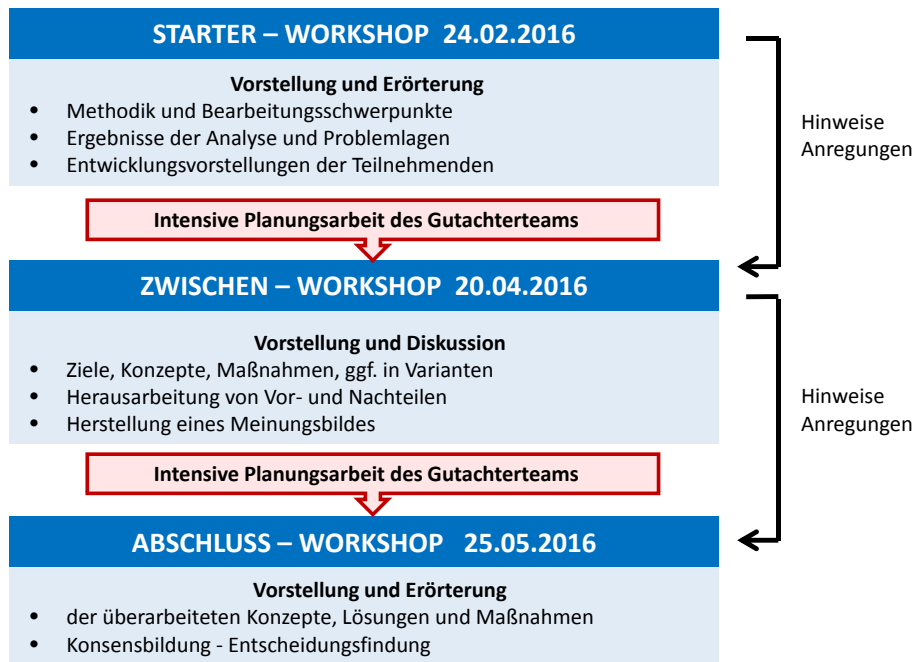 STARTER – WORKSHOP 24.02.2016
Vorstellung und Erörterung
• Methodik und Bearbeitungsschwerpunkte
• Ergebnisse der Analyse und Problemlagen
• Entwicklungsvorstellungen der Teilnehmenden
Hinweise
Anregungen
Intensive Planungsarbeit des Gutachterteams
ZWISCHEN – WORKSHOP 20.04.2016
Vorstellung und Diskussion
• Ziele, Konzepte, Maßnahmen, ggf. in Varianten
• Herausarbeitung von Vor- und Nachteilen
• Herstellung eines Meinungsbildes
Hinweise
Anregungen
Intensive Planungsarbeit des Gutachterteams
ABSCHLUSS – WORKSHOP 25.05.2016
Vorstellung und Erörterung
• der überarbeiteten Konzepte, Lösungen und Maßnahmen
• Konsensbildung - Entscheidungsfindung